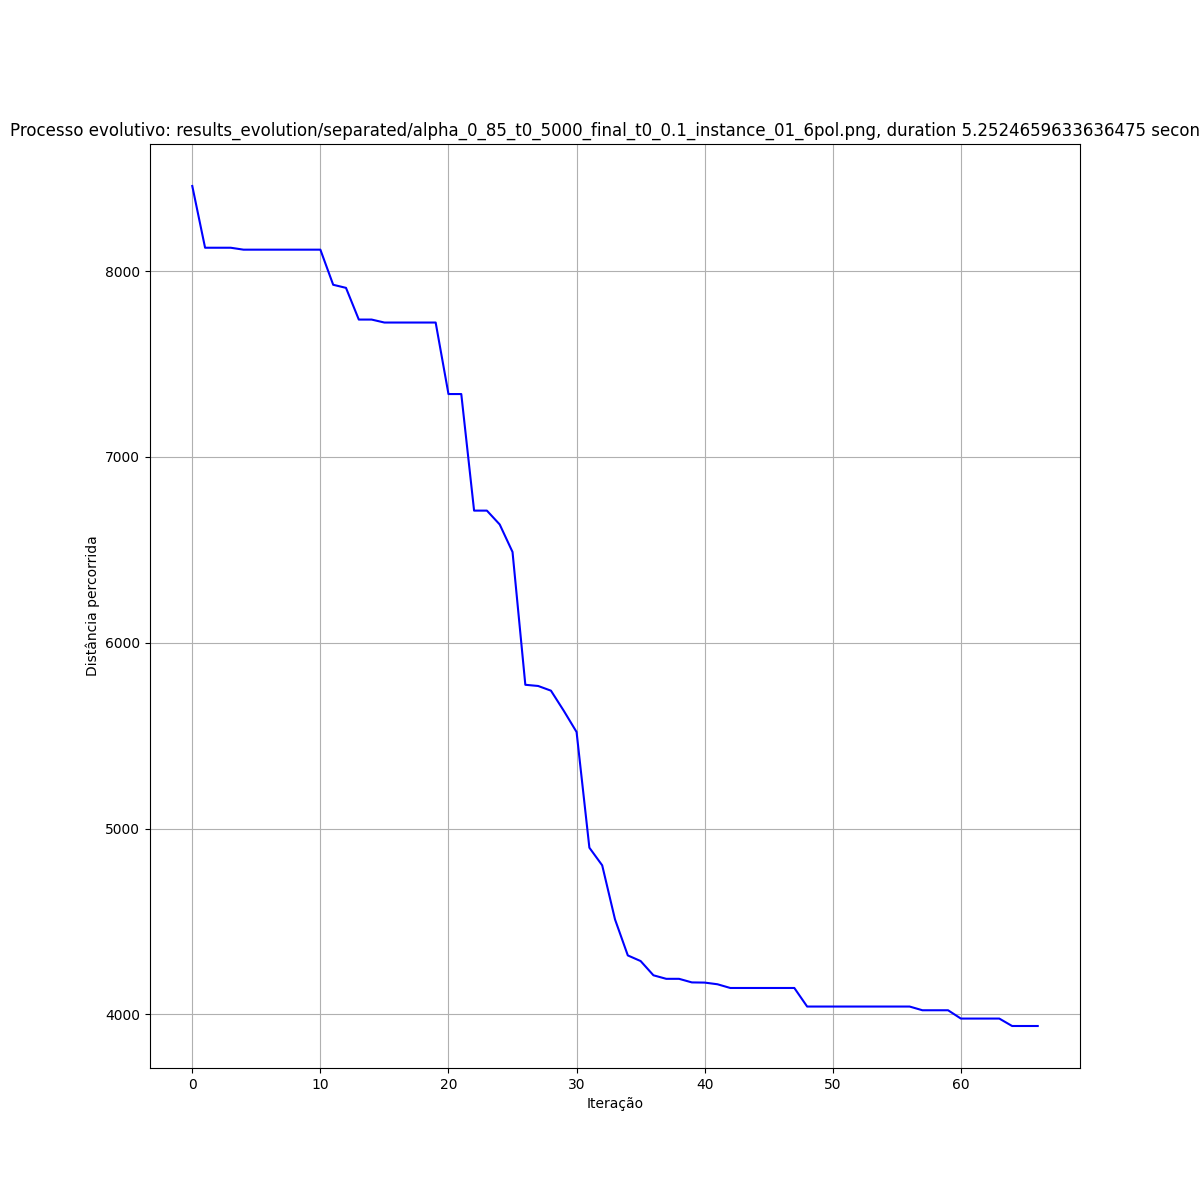 Processo evolutivo: results_evolution/separated/alpha_0_85_t0_5000_final_t0_0.1_instance_01_6pol.png, duration 5.2524659633636475 secon
8000
7000
6000
5000
4000
Distância percorrida
0 10 20 30 40 50 60
Iteração